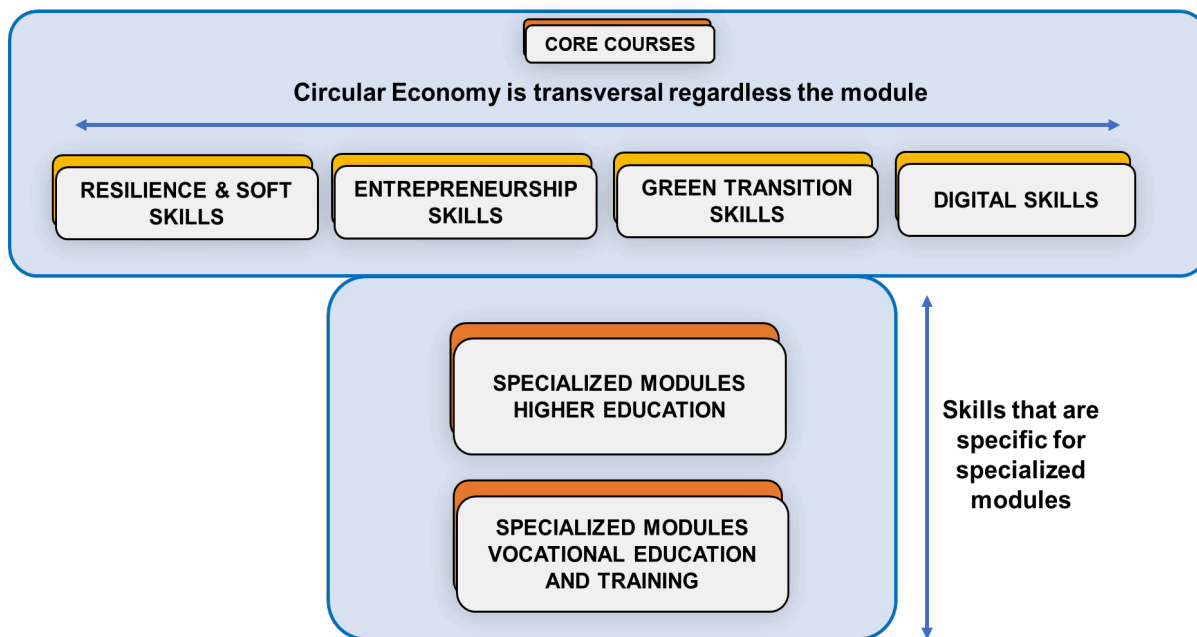 CORE COURSES
Circular Economy is transversal regardless the module
RESILIENCE & SOFT
SKILLS
ENTREPRENEURSHIP
SKILLS
GREEN TRANSITION
SKILLS
DIGITAL SKILLS
SPECIALIZED MODULES
HIGHER EDUCATION
SPECIALIZED MODULES
VOCATIONAL EDUCATION
AND TRAINING
Skills that are
specific for
specialized
modules